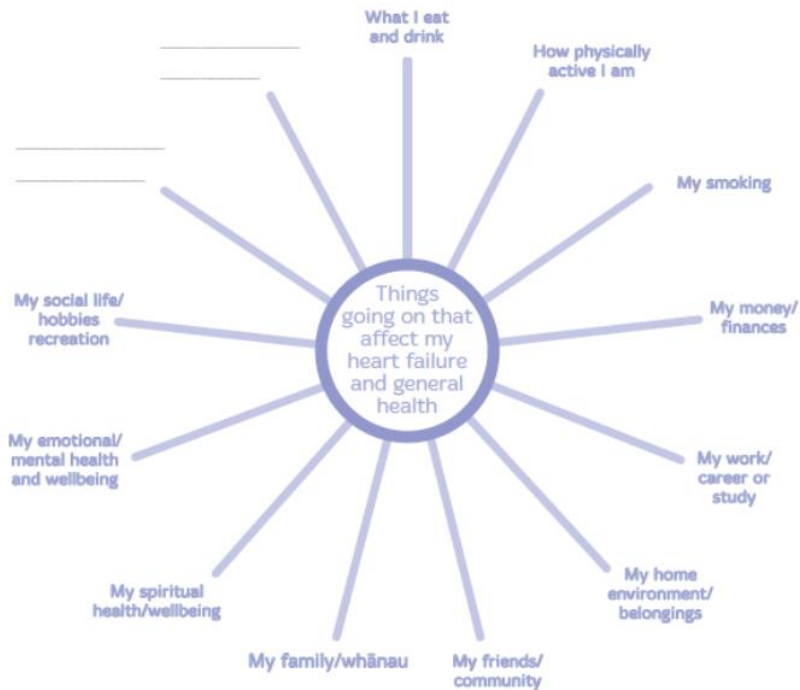 What I eat
and drink
How physically
active I am
My smoking
My money/
finances
My work/
career or
study
My home
environment/
belongings
My friends/
community
My family/whānau
My spiritual
health/wellbeing
My emotional/
mental health
and wellbeing
My social life/
hobbies
recreation
Things
going on that
affect my
heart failure
and general
health